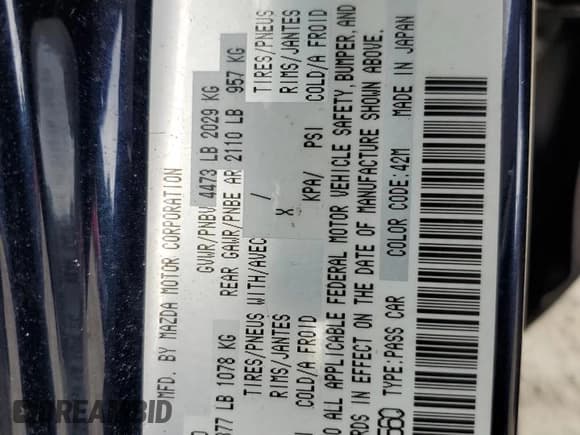 MFD. BY MAZDA MOTOR CORPORATION
GVWR/PNBV 4473 LB 2029 KG
377 LB 1078 KG REAR GAWR/PNBE AR 2110 LB 957 KG
TIRES/PNEUS WITH/AVEC / TIRES/PNEUS
RIMS/JANTES X RIMS/JANTES
COLD/A FROID KPA/ PSI COLD/A FROID
ALL APPLICABLE FEDERAL MOTOR VEHICLE SAFETY, BUMPER, AND
IN EFFECT ON THE DATE OF MANUFACTURE SHOWN ABOVE.
560 TYPE: PASS CAR COLOR CODE: 42M MADE IN JAPAN
DREAMBID